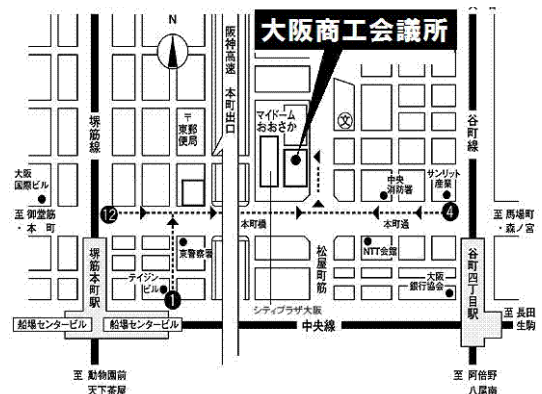 N
大阪商工会議所
阪神高速 本町出口
堺筋線
谷町線
〒
東郵
便局
マイドーム
おおさか
文
大阪
国際ビル
中央
消防署
サンリット
産業
至 御堂筋
・本 町
12
本町橋
本町通
4
至 馬場町
・森ノ宮
堺筋本町駅
東警察署
松屋町筋
NTT会館
谷町四丁目駅
テイジン
ビル
1
大阪
銀行協会
シティプラザ大阪
船場センタービル
船場センタービル
中央線
至 長田
生駒
至 動物園前
天下茶屋
至 阿倍野
八尾南